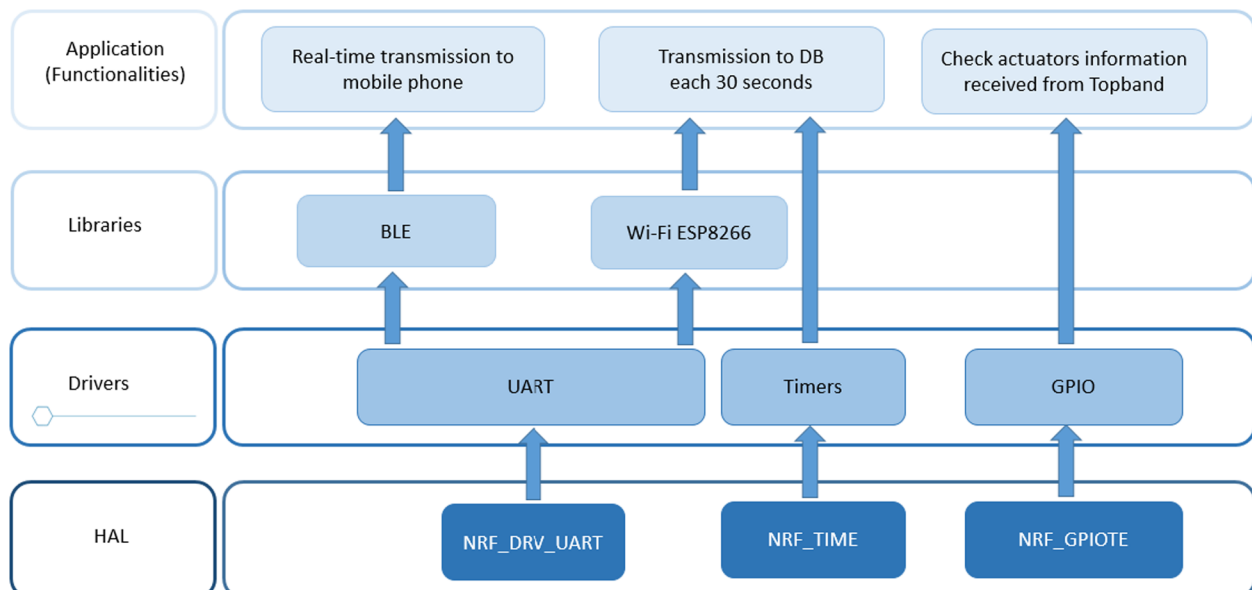 Application
(Functionalities)
Real-time transmission to
mobile phone
Transmission to DB
each 30 seconds
Check actuators information
received from Topband
Libraries
BLE
Wi-Fi ESP8266
Drivers
UART
Timers
GPIO
HAL
NRF_DRV_UART
NRF_TIME
NRF_GPIOTE